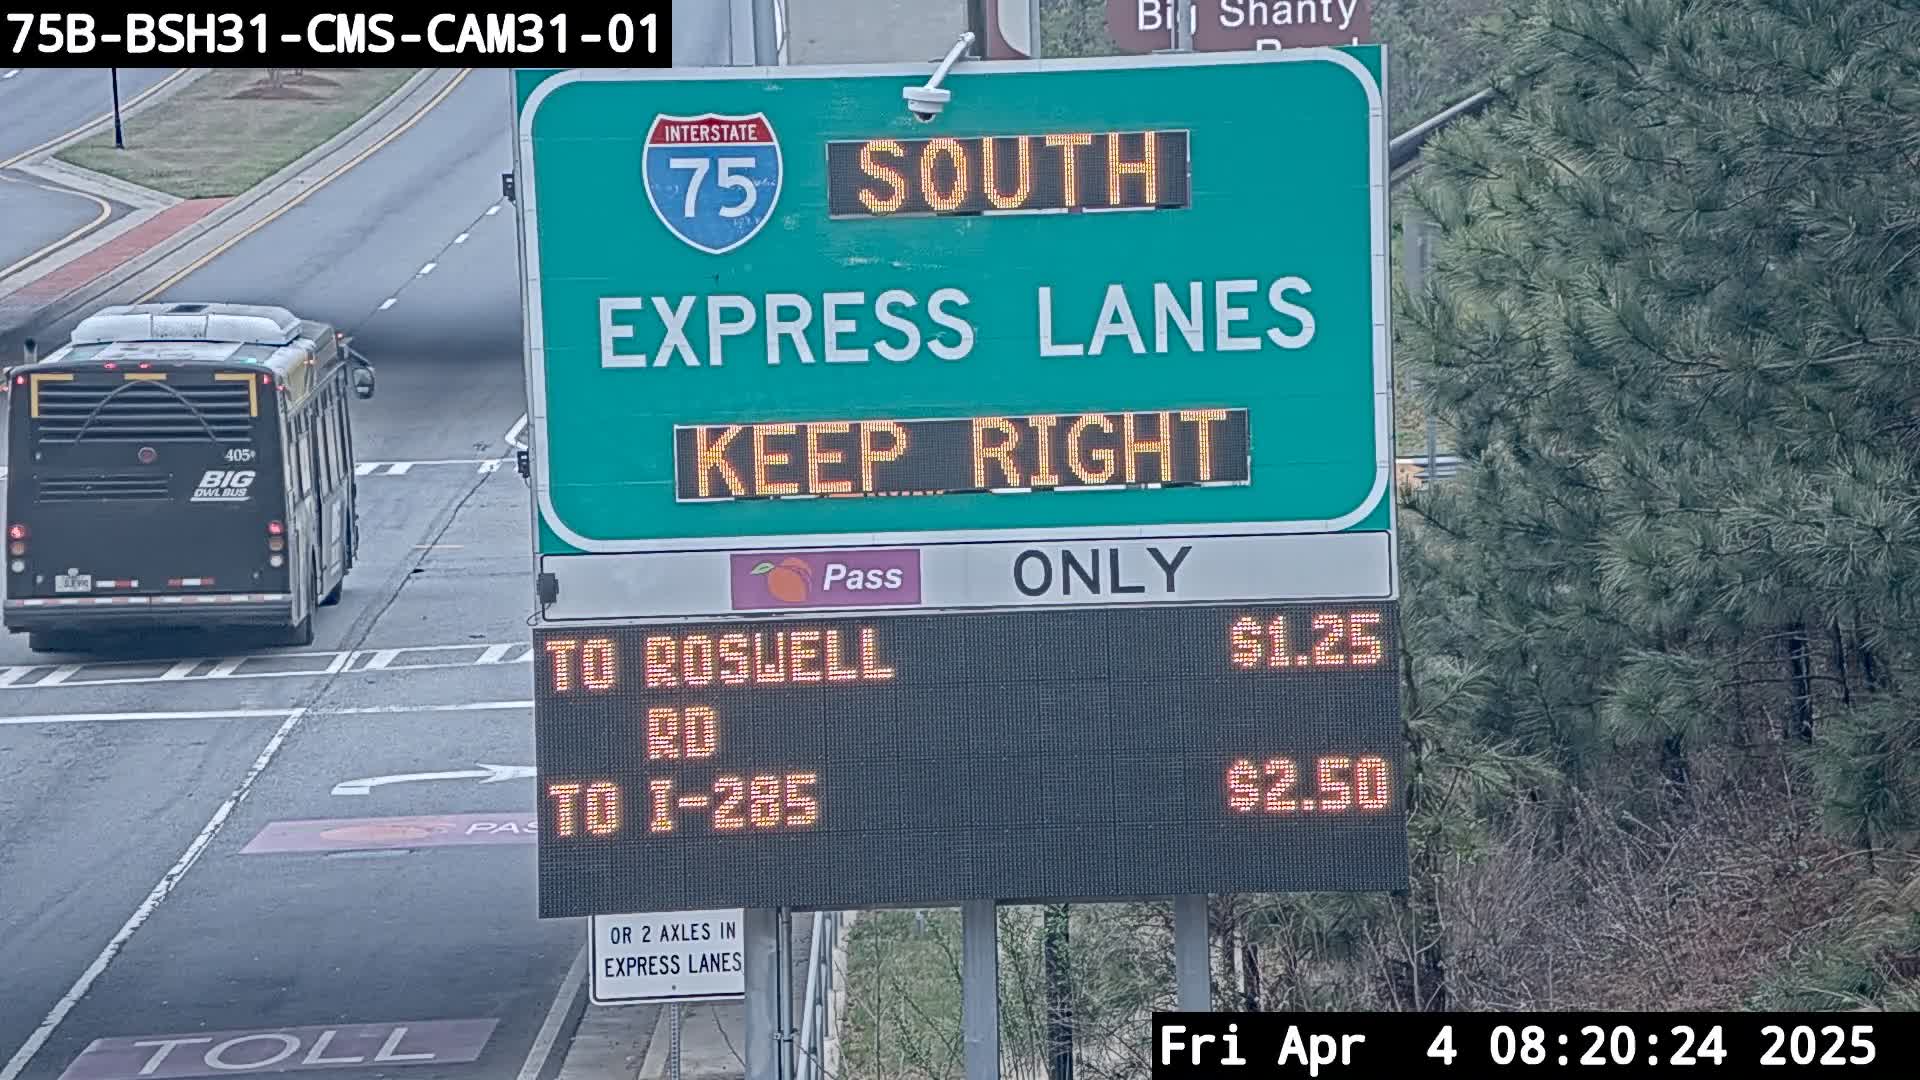 75B-BSH31-CMS-CAM31-01
Big Shanty
INTERSTATE
75
SOUTH
EXPRESS LANES
KEEP RIGHT
Pass ONLY
TO ROSWELL $1.25
RD
TO I-285 $2.50
405
BIG
OWL BUS
OR 2 AXLES IN
EXPRESS LANES
TOLL
Fri Apr 4 08:20:24 2025